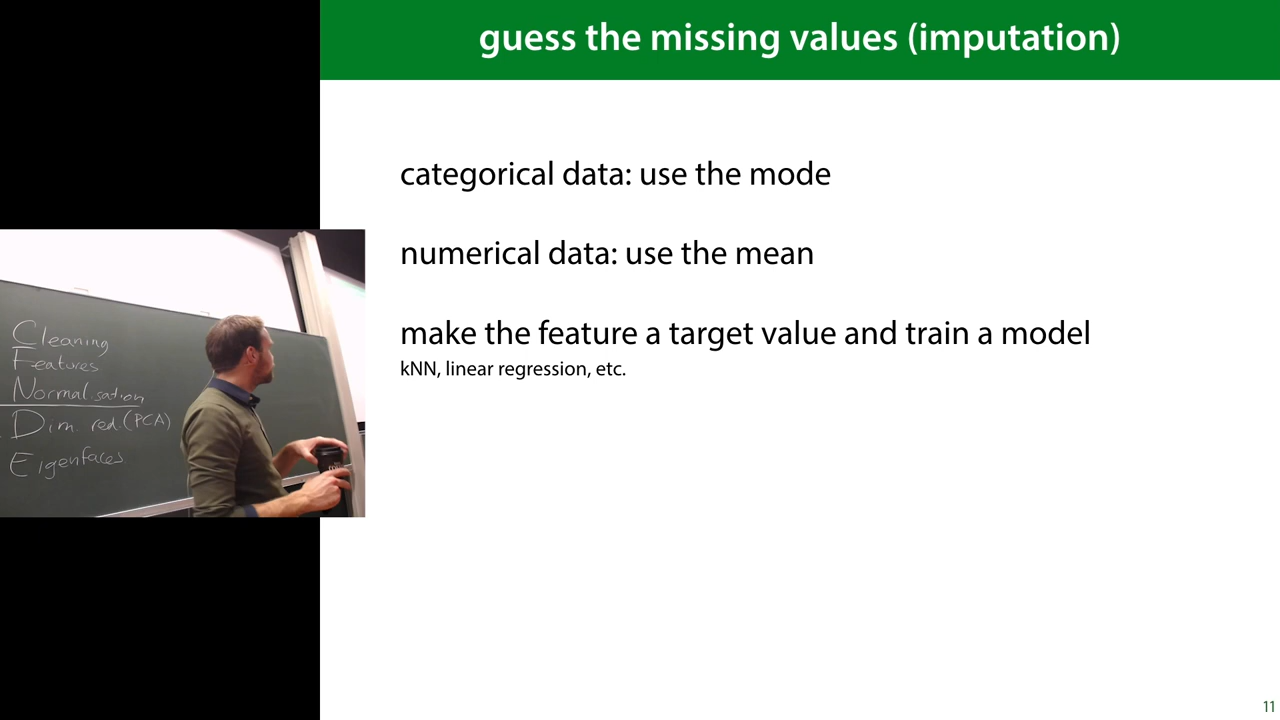 guess the missing values (imputation)
categorical data: use the mode
numerical data: use the mean
make the feature a target value and train a model
kNN, linear regression, etc.
Cleaning
Features
Normalisation
Dim. red. (PCA)
Eigenfaces
11